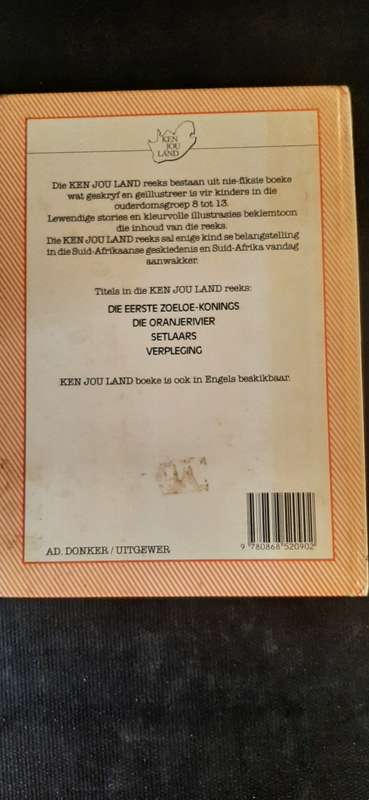 KEN
JOU
LAND
Die KEN JOU LAND reeks bestaan uit nie-fiksie boeke
wat geskryf en geïllustreer is vir kinders in die
ouderdomsgroep 8 tot 13.
Lewendige stories en kleurvolle illustrasies beklemtoon
die inhoud van die reeks.
Die KEN JOU LAND reeks sal enige kind se belangstelling
in die Suid-Afrikaanse geskiedenis en Suid-Afrika vandag
aanwakker.
Titels in die KEN JOU LAND reeks:
DIE EERSTE ZOELOE-KONINGS
DIE ORANJERIVIER
SETLAARS
VERPLEGING
KEN JOU LAND boeke is ook in Engels beskikbaar.
AD. DONKER / UITGEWER
9 780868 520902